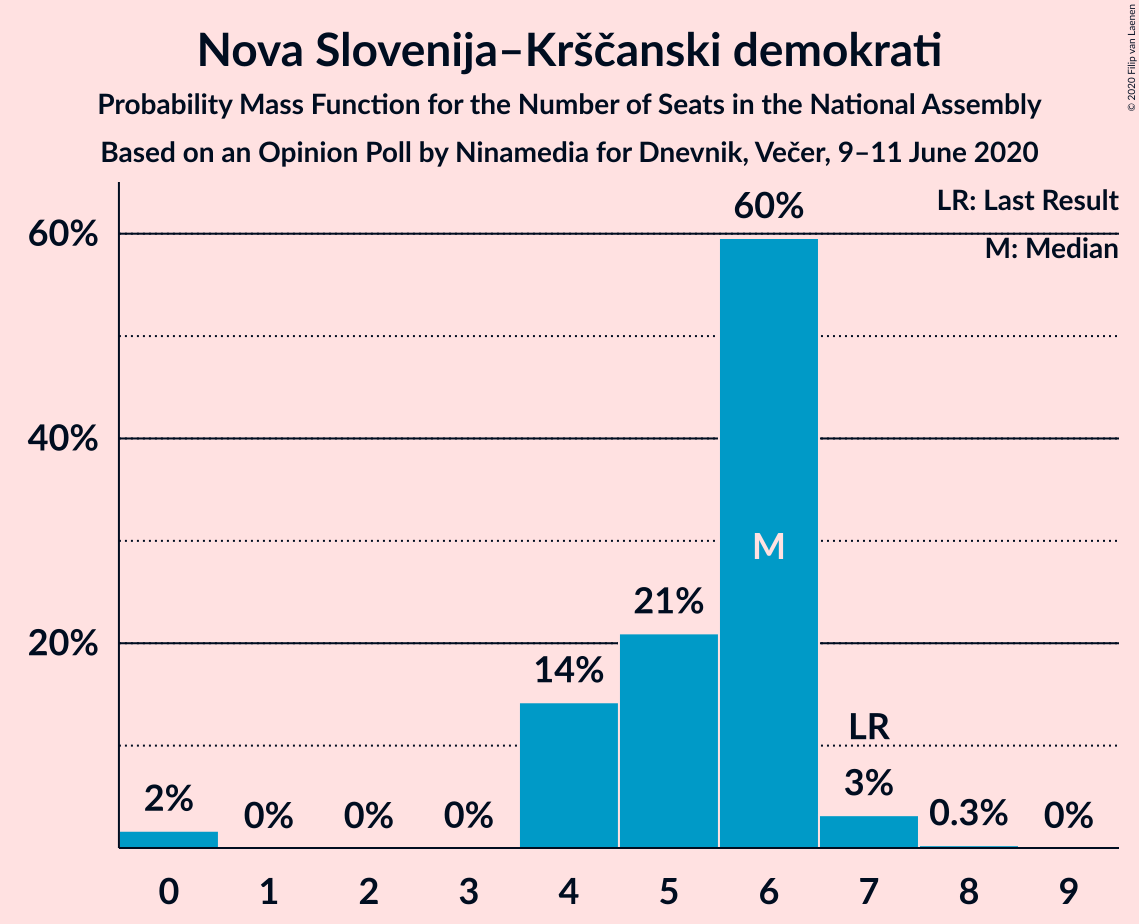 Nova Slovenija–Krščanski demokrati
Probability Mass Function for the Number of Seats in the National Assembly
Based on an Opinion Poll by Ninamedia for Dnevnik, Večer, 9–11 June 2020
© 2020 Filip van Laenen
LR: Last Result
M: Median
60%
40%
20%
2%
0%
0%
0%
14%
21%
60%
M
LR
3%
0.3%
0%
0 1 2 3 4 5 6 7 8 9